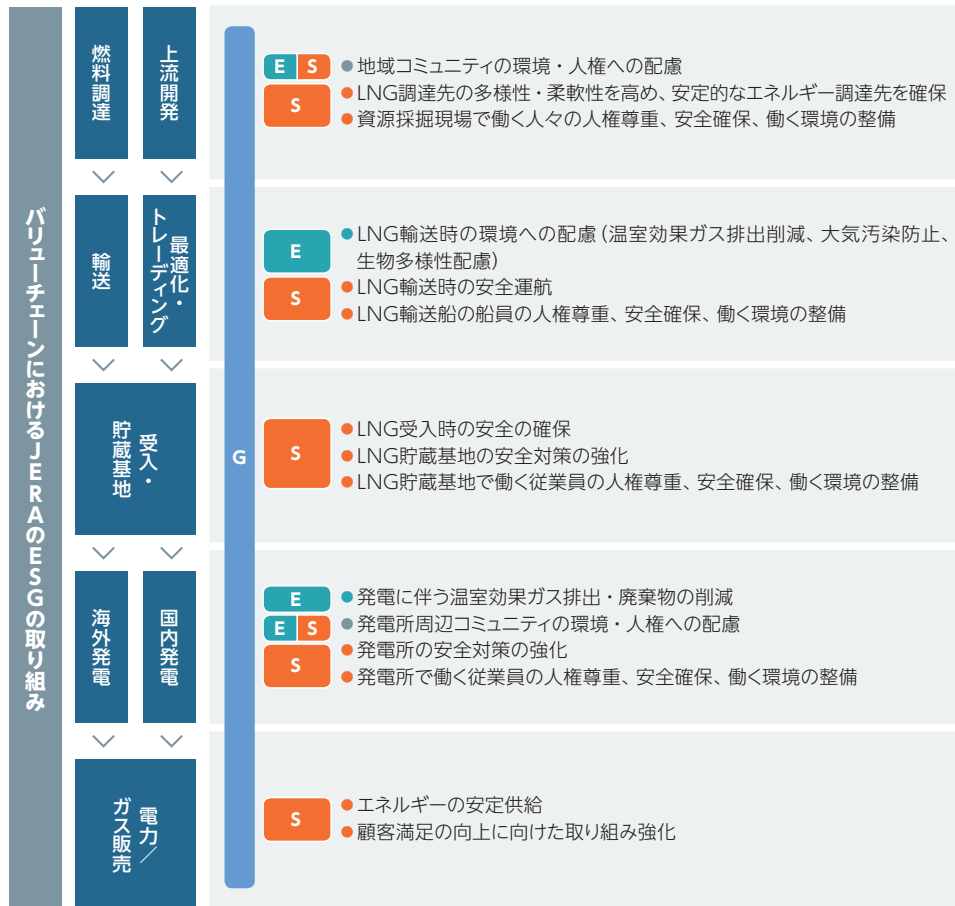 バリューチェーンにおけるJERAのESGの取り組み
上流開発
燃料調達
G
E S
●地域コミュニティの環境・人権への配慮
S
●LNG調達先の多様性・柔軟性を高め、安定的なエネルギー調達先を確保
●資源採掘現場で働く人々の人権尊重、安全確保、働く環境の整備
最適化・
トレーディング
輸送
E
●LNG輸送時の環境への配慮(温室効果ガス排出削減、大気汚染防止、
生物多様性配慮)
S
●LNG輸送時の安全運航
●LNG輸送船の船員の人権尊重、安全確保、働く環境の整備
受入・
貯蔵基地
S
●LNG受入時の安全の確保
●LNG貯蔵基地の安全対策の強化
●LNG貯蔵基地で働く従業員の人権尊重、安全確保、働く環境の整備
国内発電
海外発電
E
●発電に伴う温室効果ガス排出・廃棄物の削減
E S
●発電所周辺コミュニティの環境・人権への配慮
S
●発電所の安全対策の強化
●発電所で働く従業員の人権尊重、安全確保、働く環境の整備
電力／
ガス販売
S
●エネルギーの安定供給
●顧客満足の向上に向けた取り組み強化